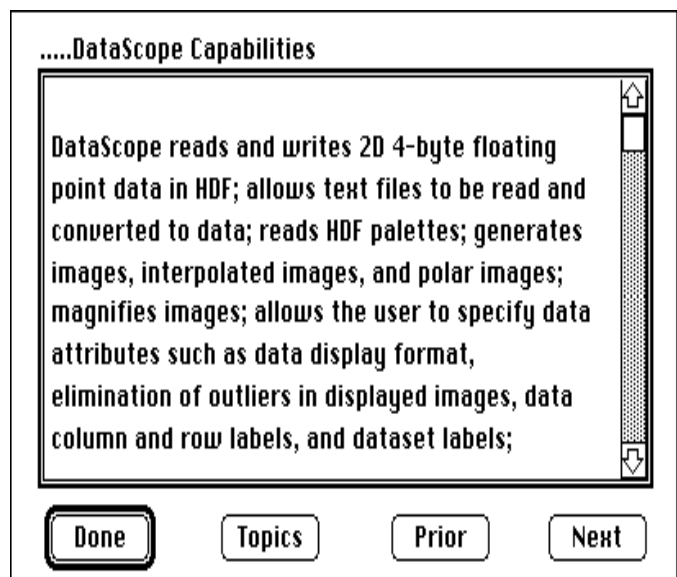 .....DataScope Capabilities
DataScope reads and writes 2D 4-byte floating
point data in HDF; allows text files to be read and
converted to data; reads HDF palettes; generates
images, interpolated images, and polar images;
magnifies images; allows the user to specify data
attributes such as data display format,
elimination of outliers in displayed images, data
column and row labels, and dataset labels;
Done Topics Prior Next